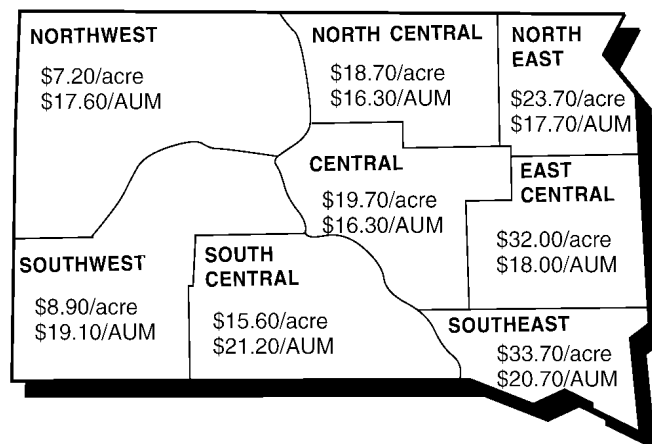 NORTHWEST
$7.20/acre
$17.60/AUM
NORTH CENTRAL
$18.70/acre
$16.30/AUM
NORTH
EAST
$23.70/acre
$17.70/AUM
CENTRAL
$19.70/acre
$16.30/AUM
EAST
CENTRAL
$32.00/acre
$18.00/AUM
SOUTHWEST
$8.90/acre
$19.10/AUM
SOUTH
CENTRAL
$15.60/acre
$21.20/AUM
SOUTHEAST
$33.70/acre
$20.70/AUM